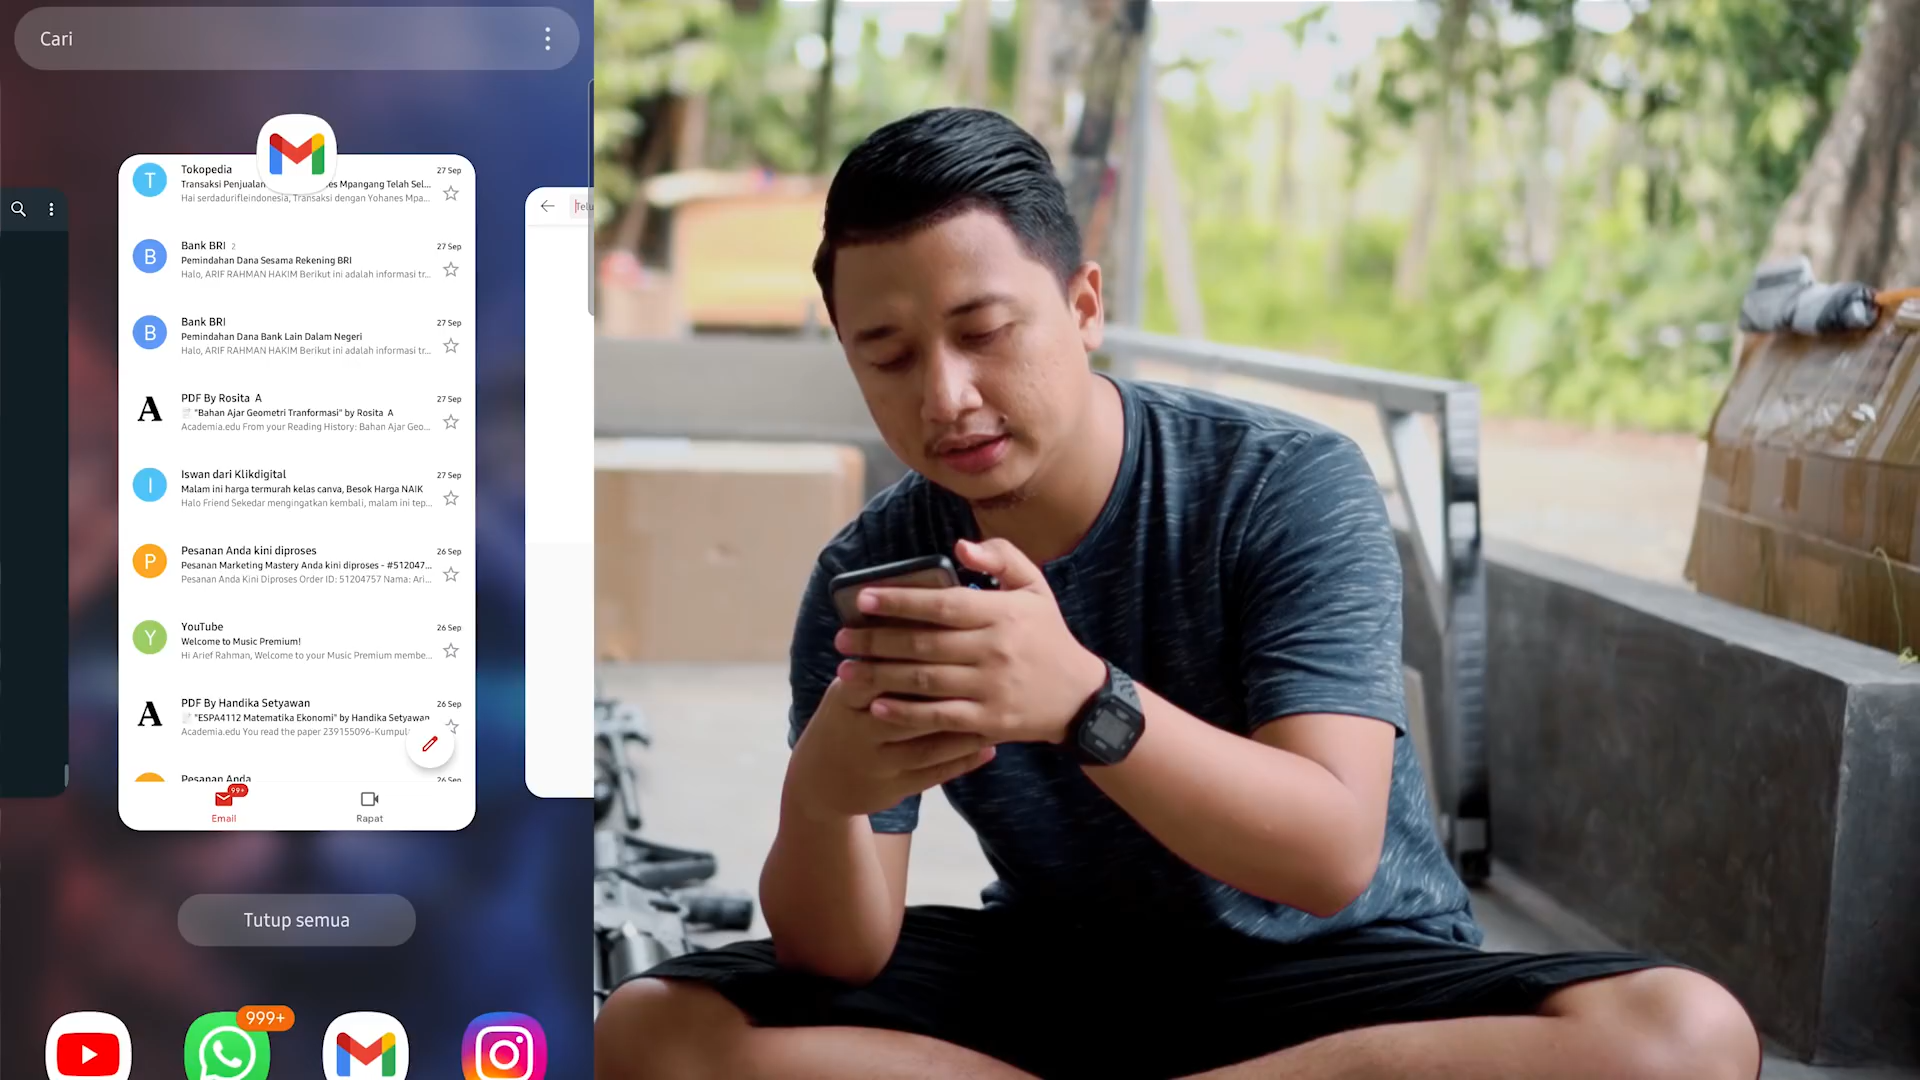 Cari
Tokopedia
27 Sep
Mpangang Telah Sel...
Hai serdadurifleindonesia, Transaksi dengan Yohanes Mpa...
Bank BRI 2
27 Sep
Pemindahan Dana Sesama Rekening BRI
Halo, ARIF RAHMAN HAKIM Berikut ini adalah informasi tr...
Bank BRI
27 Sep
Pemindahan Dana Bank Lain Dalam Negeri
Halo, ARIF RAHMAN HAKIM Berikut ini adalah informasi tr...
PDF By Rosita A
27 Sep
"Bahan Ajar Geometri Tranformasi" by Rosita A
Academia.edu From your Reading History: Bahan Ajar Geo...
Iswan dari Klikdigital
27 Sep
Malam ini harga termurah kelas canva, Besok Harga NAIK
Halo Friend Sekedar mengingatkan kembali, malam ini tep...
Pesanan Anda kini diproses
26 Sep
Pesanan Marketing Mastery Anda kini diproses - #512047...
Pesanan Anda Kini Diproses Order ID: 51204757 Nama: Ari...
YouTube
26 Sep
Welcome to Music Premium!
Hi Arief Rahman, Welcome to your Music Premium membe...
PDF By Handika Setyawan
26 Sep
"ESPA4112 Matematika Ekonomi" by Handika Setyawan
Academia.edu You read the paper 239155096-Kumpul
Pesanan Anda
26 Sep
99+
Email
Rapat
Tutup semua
999+
T
B
B
A
I
P
Y
A